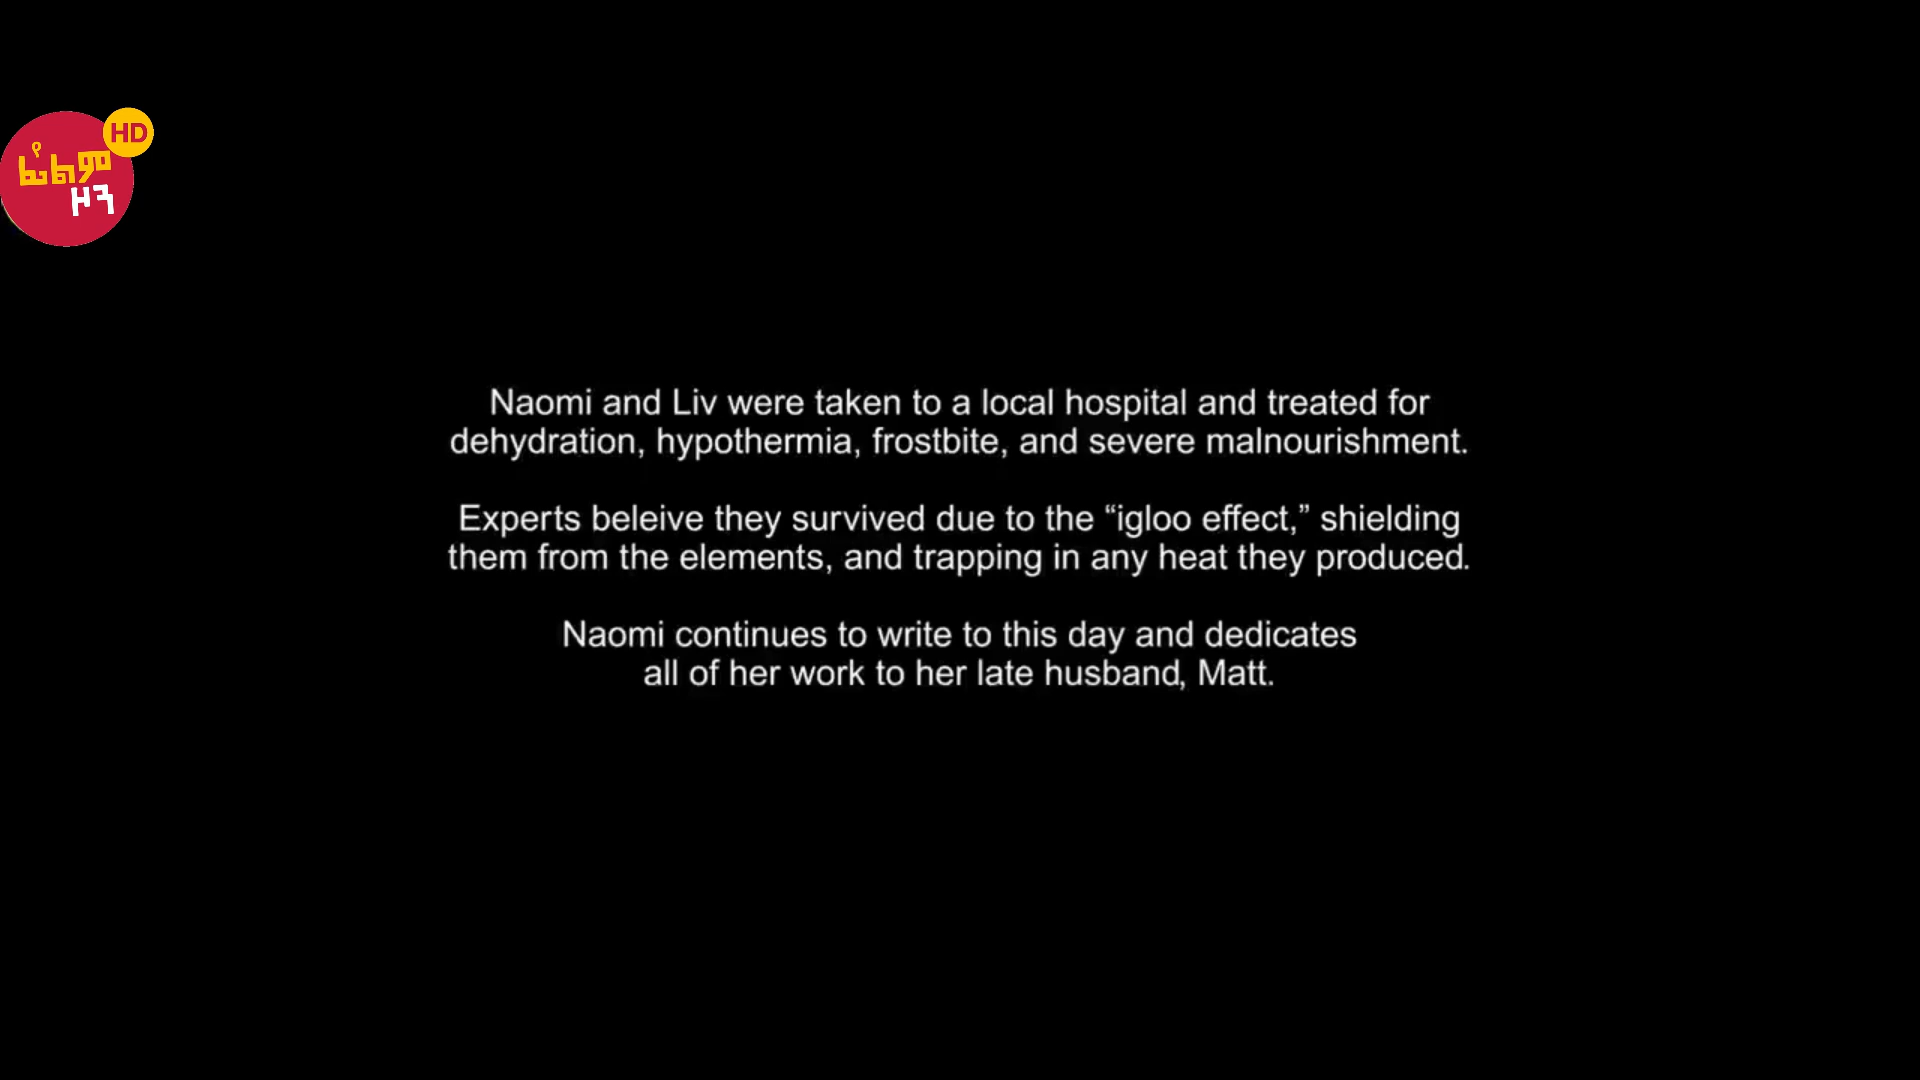 HD
ፊልም
ዞን
Naomi and Liv were taken to a local hospital and treated for
dehydration, hypothermia, frostbite, and severe malnourishment.
Experts beleive they survived due to the “igloo effect,” shielding
them from the elements, and trapping in any heat they produced.
Naomi continues to write to this day and dedicates
all of her work to her late husband, Matt.